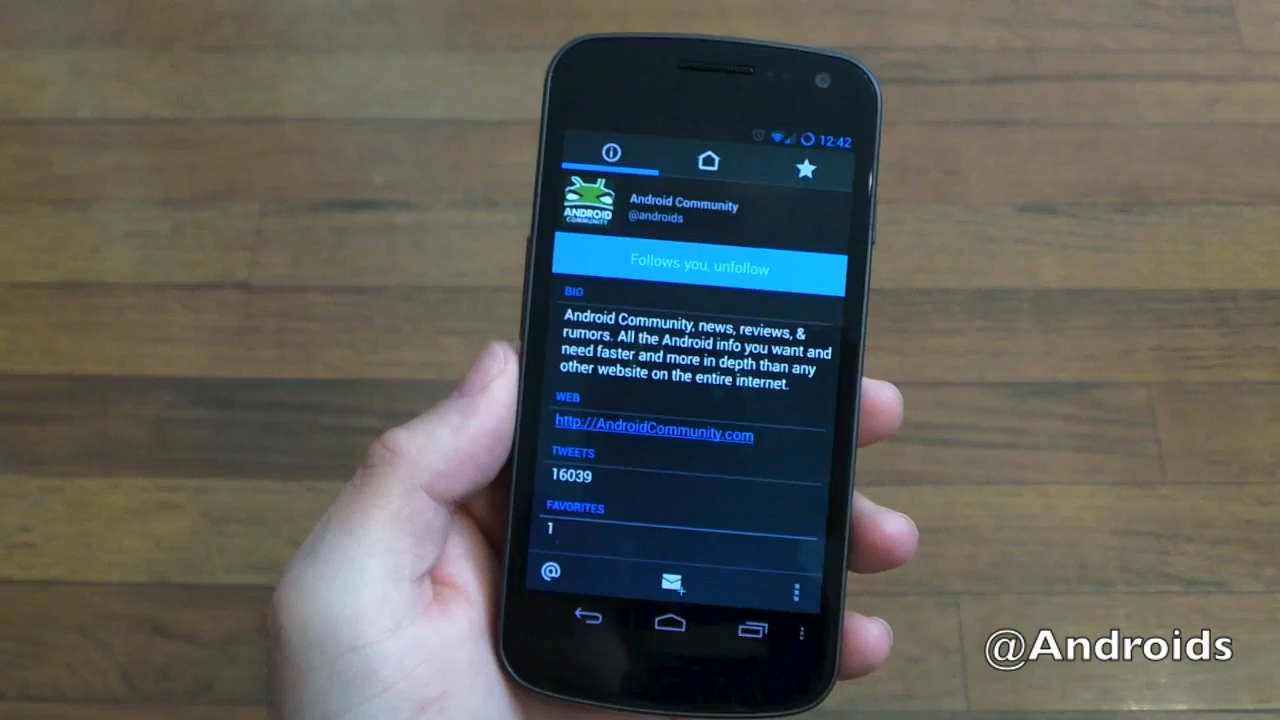 12:42
ANDROID
COMMUNITY
Android Community
@androids
Follows you, unfollow
BIO
Android Community, news, reviews, &
rumors. All the Android info you want and
need faster and more in depth than any
other website on the entire internet.
WEB
http://AndroidCommunity.com
TWEETS
16039
FAVORITES
1
@Androids